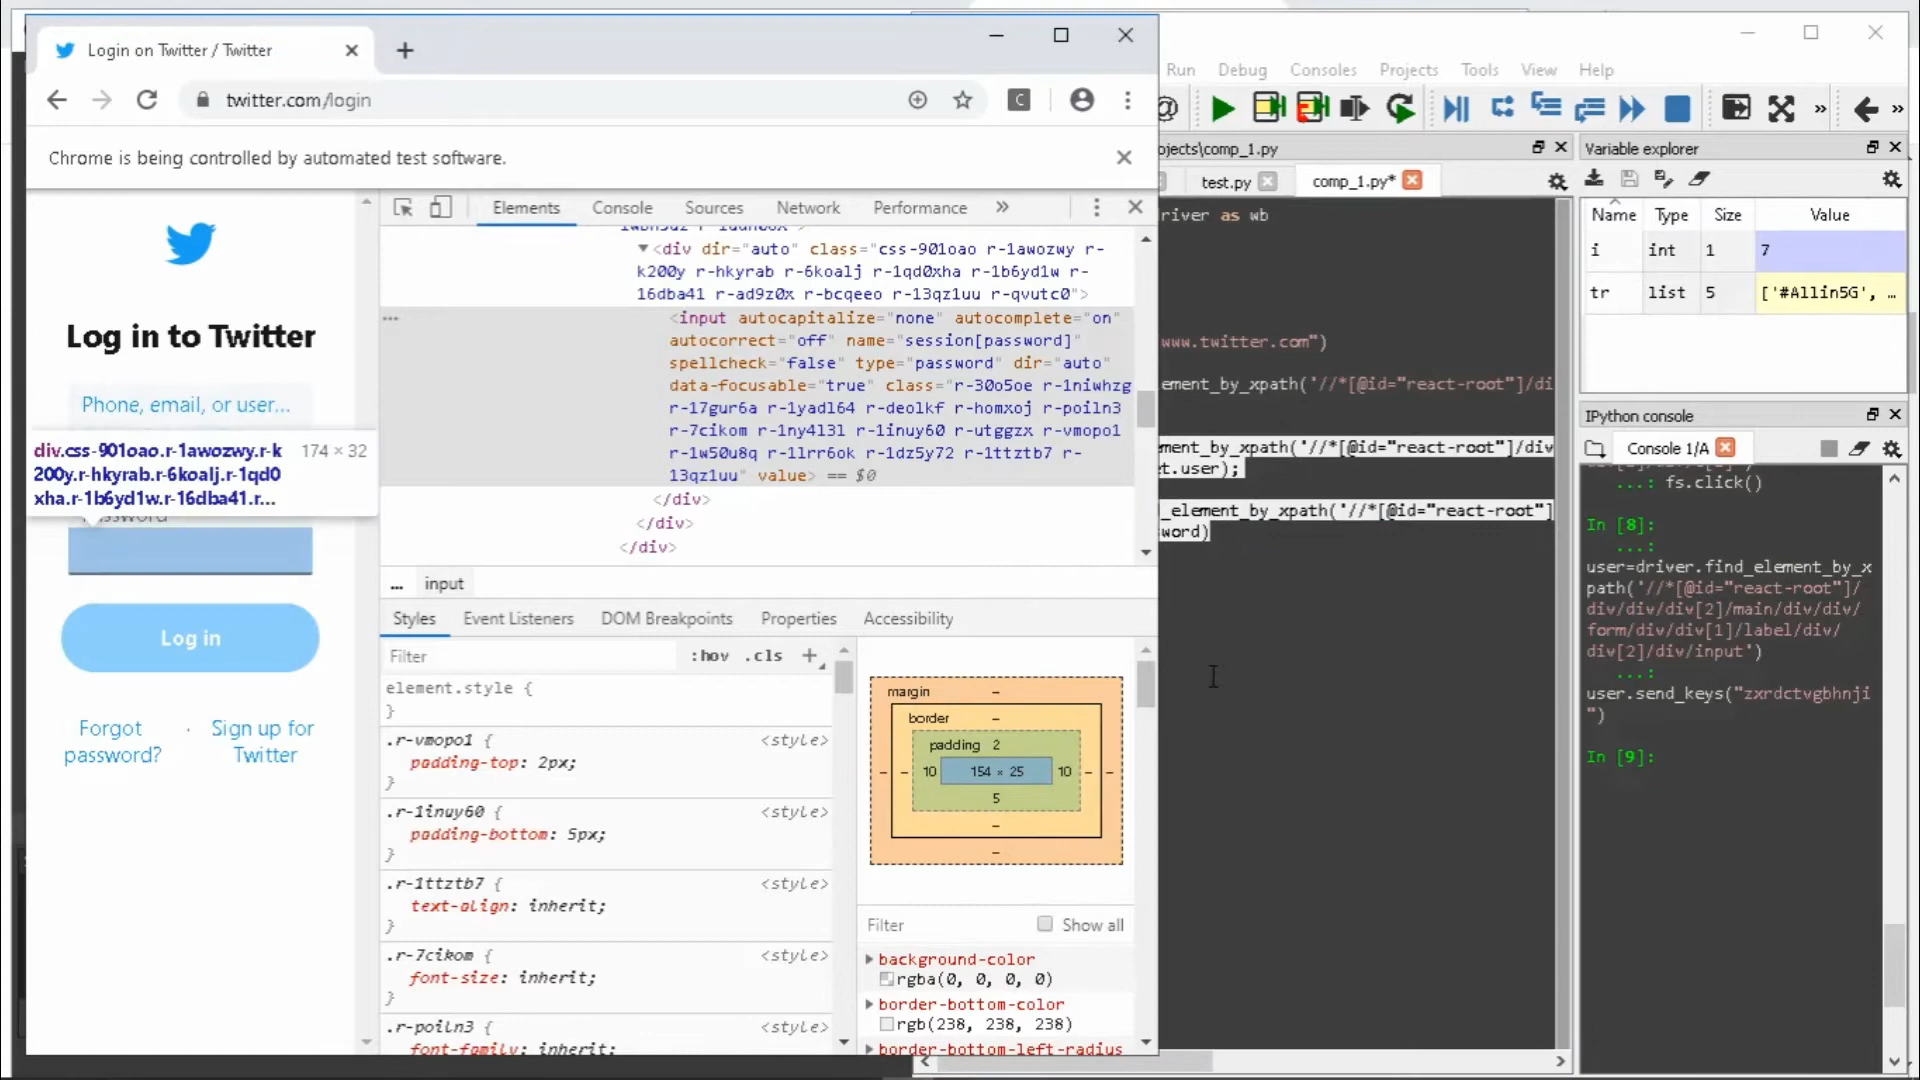 Login on Twitter / Twitter
twitter.com/login
Chrome is being controlled by automated test software.
Log in to Twitter
Phone, email, or user...
div.css-901oao.r-1awozwy.r-k
200y.r-hkyrab.r-6koalj.r-1qd0
xha.r-1b6yd1w.r-16dba41.r...
174 × 32
Log in
Forgot
password?
·
Sign up for
Twitter
Elements
Console
Sources
Network
Performance
»
<div dir="auto" class="css-901oao r-1awozwy r-
k200y r-hkyrab r-6koalj r-1qd0xha r-1b6yd1w r-
16dba41 r-ad9z0x r-bcqeeo r-13qz1uu r-qvutc0">
<input autocapitalize="none" autocomplete="on"
autocorrect="off" name="session[password]"
spellcheck="false" type="password" dir="auto"
data-focusable="true" class="r-30o5oe r-1niwhzg
r-17gur6a r-1yadl64 r-deolkf r-homxoj r-poiln3
r-7cikom r-1ny4l3l r-1inuy60 r-utggzx r-vmopo1
r-1w50u8q r-1lrr6ok r-1dz5y72 r-1ttztb7 r-
13qz1uu" value> == $0
</div>
</div>
</div>
... input
Styles
Event Listeners
DOM Breakpoints
Properties
Accessibility
Filter
:hov .cls +
element.style {
}
.r-vmopo1 {
<style>
padding-top: 2px;
}
.r-1inuy60 {
<style>
padding-bottom: 5px;
}
.r-1ttztb7 {
<style>
text-align: inherit;
}
.r-7cikom {
<style>
font-size: inherit;
}
.r-poiln3 {
<style>
font-family: inherit;
margin –
border –
padding 2
– – 10 154 × 25 10 – –
5
–
–
Filter
Show all
background-color
rgba(0, 0, 0, 0)
border-bottom-color
rgb(238, 238, 238)
border-bottom-left-radius
Run
Debug
Consoles
Projects
Tools
View
Help
ojects\comp_1.py
test.py
comp_1.py*
river as wb
www.twitter.com")
ement_by_xpath('//*[@id="react-root"]/di
ment_by_xpath('//*[@id="react-root"]/div
t.user);
_element_by_xpath('//*[@id="react-root"]
word)
Variable explorer
Name
Type
Size
Value
i int 1 7
tr list 5 ['#Allin5G', …
IPython console
Console 1/A
...: fs.click()
In [8]:
...:
user=driver.find_element_by_x
path('//*[@id="react-root"]/
div/div/div[2]/main/div/div/
form/div/div[1]/label/div/
div[2]/div/input')
...:
user.send_keys("zxrdctvgbhnji
")
In [9]: